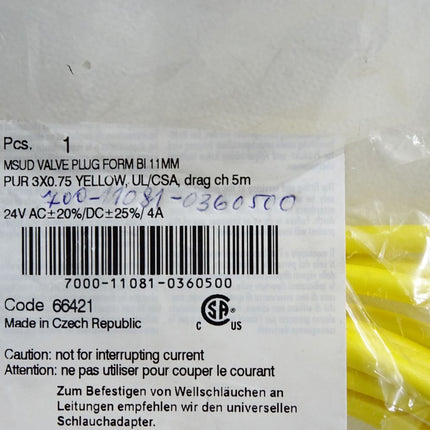 Pcs. 1
MSUD VALVE PLUG FORM BI 11MM
PUR 3X0.75 YELLOW, UL/CSA, drag ch 5m
700-11081-0360500
24V AC±20%/DC±25%/ 4A
7000-11081-0360500
Code 66421
Made in Czech Republic
C SA US
Caution: not for interrupting current
Attention: ne pas utiliser pour couper le courant
Zum Befestigen von Wellschläuchen an
Leitungen empfehlen wir den universellen
Schlauchadapter.